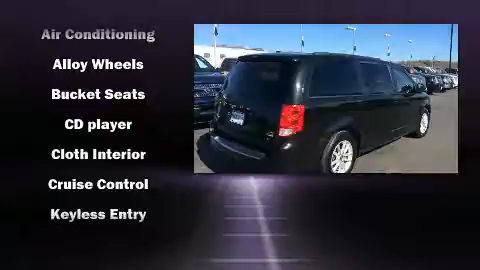 Air Conditioning
Alloy Wheels
Bucket Seats
CD player
Cloth Interior
Cruise Control
Keyless Entry